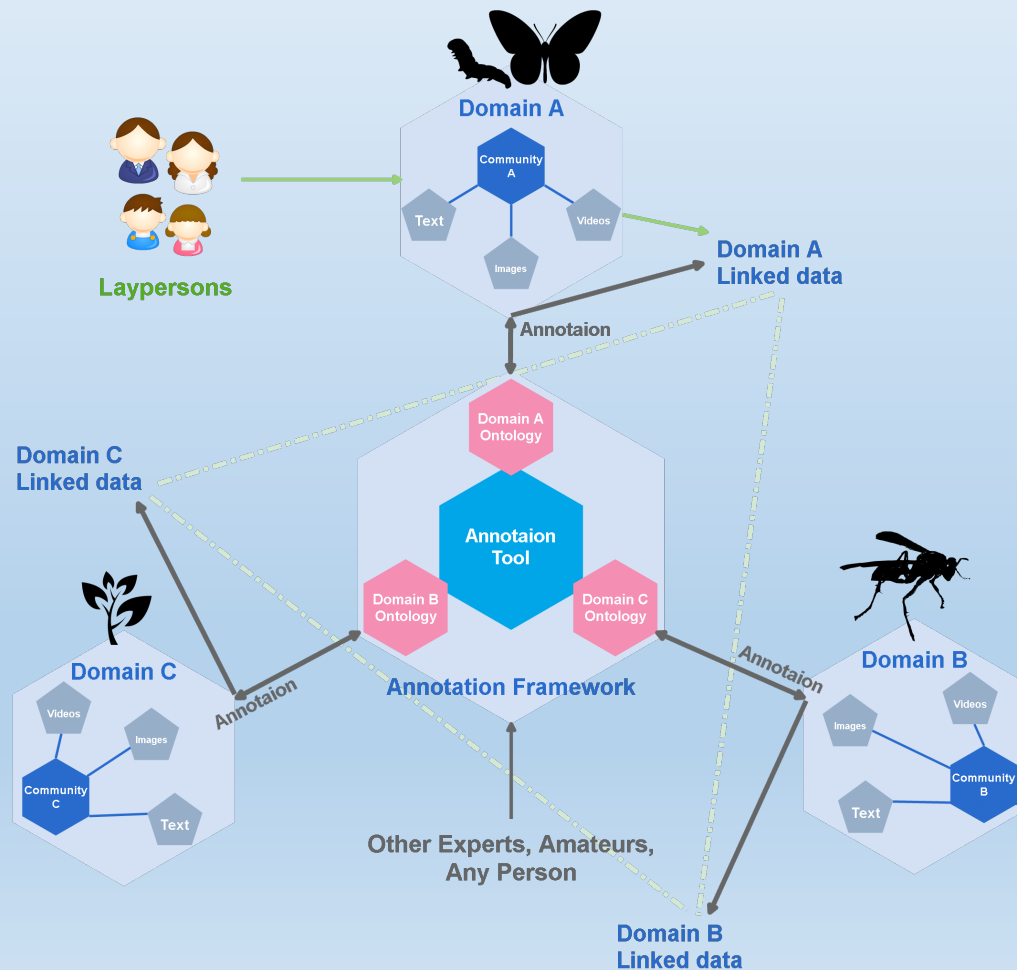 Domain A
Community
A
Text
Videos
Images
Laypersons
Domain A
Linked data
Annotaion
Domain A
Ontology
Domain C
Linked data
Annotaion
Tool
Domain B
Ontology
Domain C
Ontology
Annotation Framework
Domain C
Videos
Images
Community
C
Text
Annotaion
Annotaion
Domain B
Videos
Images
Community
B
Text
Other Experts, Amateurs,
Any Person
Domain B
Linked data